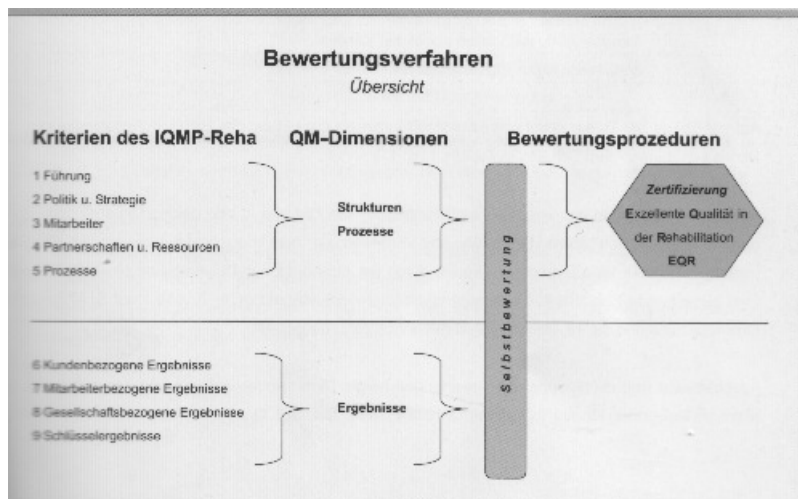 Bewertungsverfahren
Übersicht
Kriterien des IQMP-Reha
QM–Dimensionen
Bewertungsprozeduren
1 Führung
2 Politik u. Strategie
3 Mitarbeiter
4 Partnerschaften u. Ressourcen
5 Prozesse
Strukturen
Prozesse
Selbstbewertung
Zertifizierung
Exzellente Qualität in
der Rehabilitation
EQR
6 Kundenbezogene Ergebnisse
7 Mitarbeiterbezogene Ergebnisse
8 Gesellschaftsbezogene Ergebnisse
9 Schlüsselergebnisse
Ergebnisse